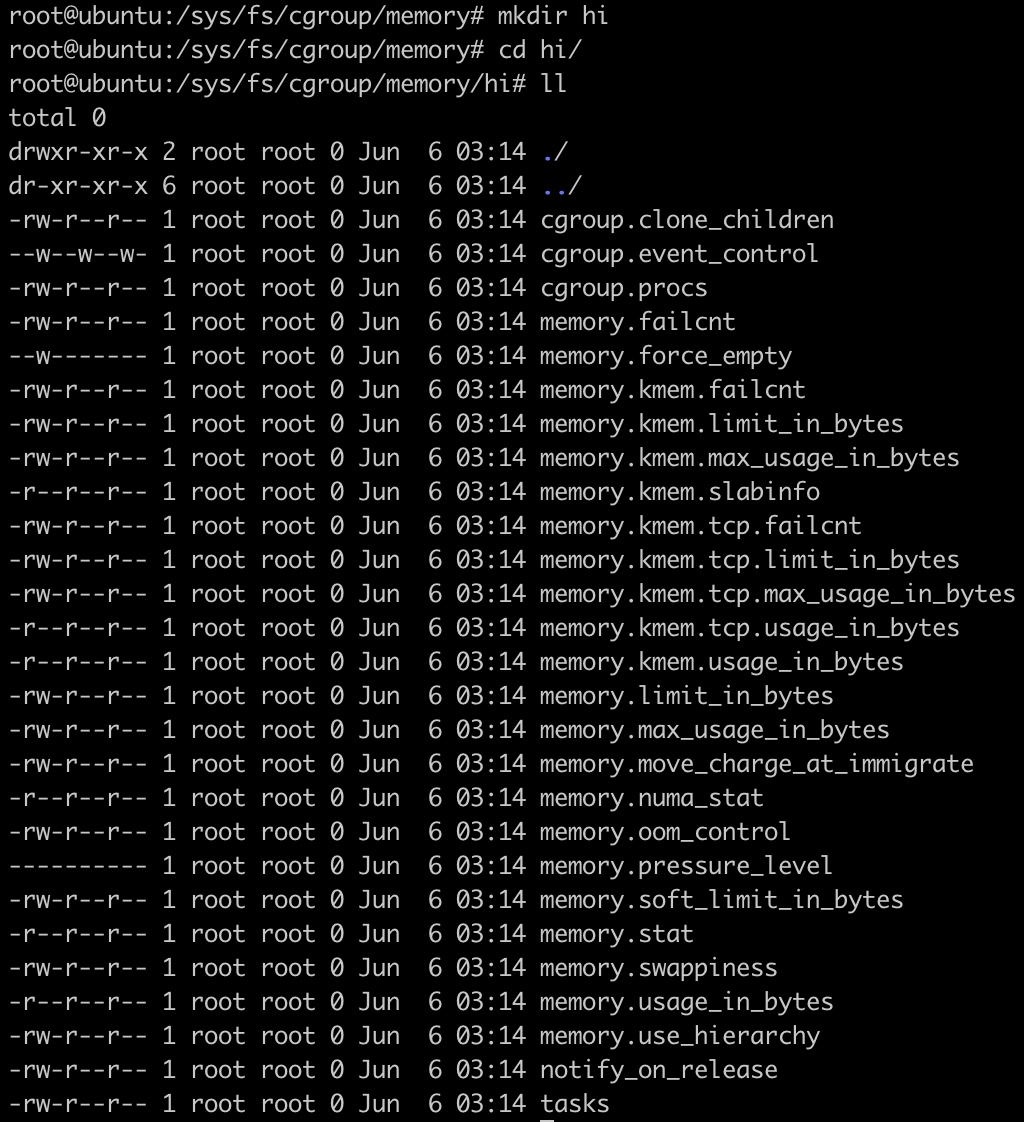 root@ubuntu:/sys/fs/cgroup/memory# mkdir hi
root@ubuntu:/sys/fs/cgroup/memory# cd hi/
root@ubuntu:/sys/fs/cgroup/memory/hi# ll
total 0
drwxr-xr-x 2 root root 0 Jun  6 03:14 ./
dr-xr-xr-x 6 root root 0 Jun  6 03:14 ../
-rw-r--r-- 1 root root 0 Jun  6 03:14 cgroup.clone_children
--w--w--w- 1 root root 0 Jun  6 03:14 cgroup.event_control
-rw-r--r-- 1 root root 0 Jun  6 03:14 cgroup.procs
-rw-r--r-- 1 root root 0 Jun  6 03:14 memory.failcnt
--w------- 1 root root 0 Jun  6 03:14 memory.force_empty
-rw-r--r-- 1 root root 0 Jun  6 03:14 memory.kmem.failcnt
-rw-r--r-- 1 root root 0 Jun  6 03:14 memory.kmem.limit_in_bytes
-rw-r--r-- 1 root root 0 Jun  6 03:14 memory.kmem.max_usage_in_bytes
-r--r--r-- 1 root root 0 Jun  6 03:14 memory.kmem.slabinfo
-rw-r--r-- 1 root root 0 Jun  6 03:14 memory.kmem.tcp.failcnt
-rw-r--r-- 1 root root 0 Jun  6 03:14 memory.kmem.tcp.limit_in_bytes
-rw-r--r-- 1 root root 0 Jun  6 03:14 memory.kmem.tcp.max_usage_in_bytes
-r--r--r-- 1 root root 0 Jun  6 03:14 memory.kmem.tcp.usage_in_bytes
-r--r--r-- 1 root root 0 Jun  6 03:14 memory.kmem.usage_in_bytes
-rw-r--r-- 1 root root 0 Jun  6 03:14 memory.limit_in_bytes
-rw-r--r-- 1 root root 0 Jun  6 03:14 memory.max_usage_in_bytes
-rw-r--r-- 1 root root 0 Jun  6 03:14 memory.move_charge_at_immigrate
-r--r--r-- 1 root root 0 Jun  6 03:14 memory.numa_stat
-rw-r--r-- 1 root root 0 Jun  6 03:14 memory.oom_control
---------- 1 root root 0 Jun  6 03:14 memory.pressure_level
-rw-r--r-- 1 root root 0 Jun  6 03:14 memory.soft_limit_in_bytes
-r--r--r-- 1 root root 0 Jun  6 03:14 memory.stat
-rw-r--r-- 1 root root 0 Jun  6 03:14 memory.swappiness
-r--r--r-- 1 root root 0 Jun  6 03:14 memory.usage_in_bytes
-rw-r--r-- 1 root root 0 Jun  6 03:14 memory.use_hierarchy
-rw-r--r-- 1 root root 0 Jun  6 03:14 notify_on_release
-rw-r--r-- 1 root root 0 Jun  6 03:14 tasks